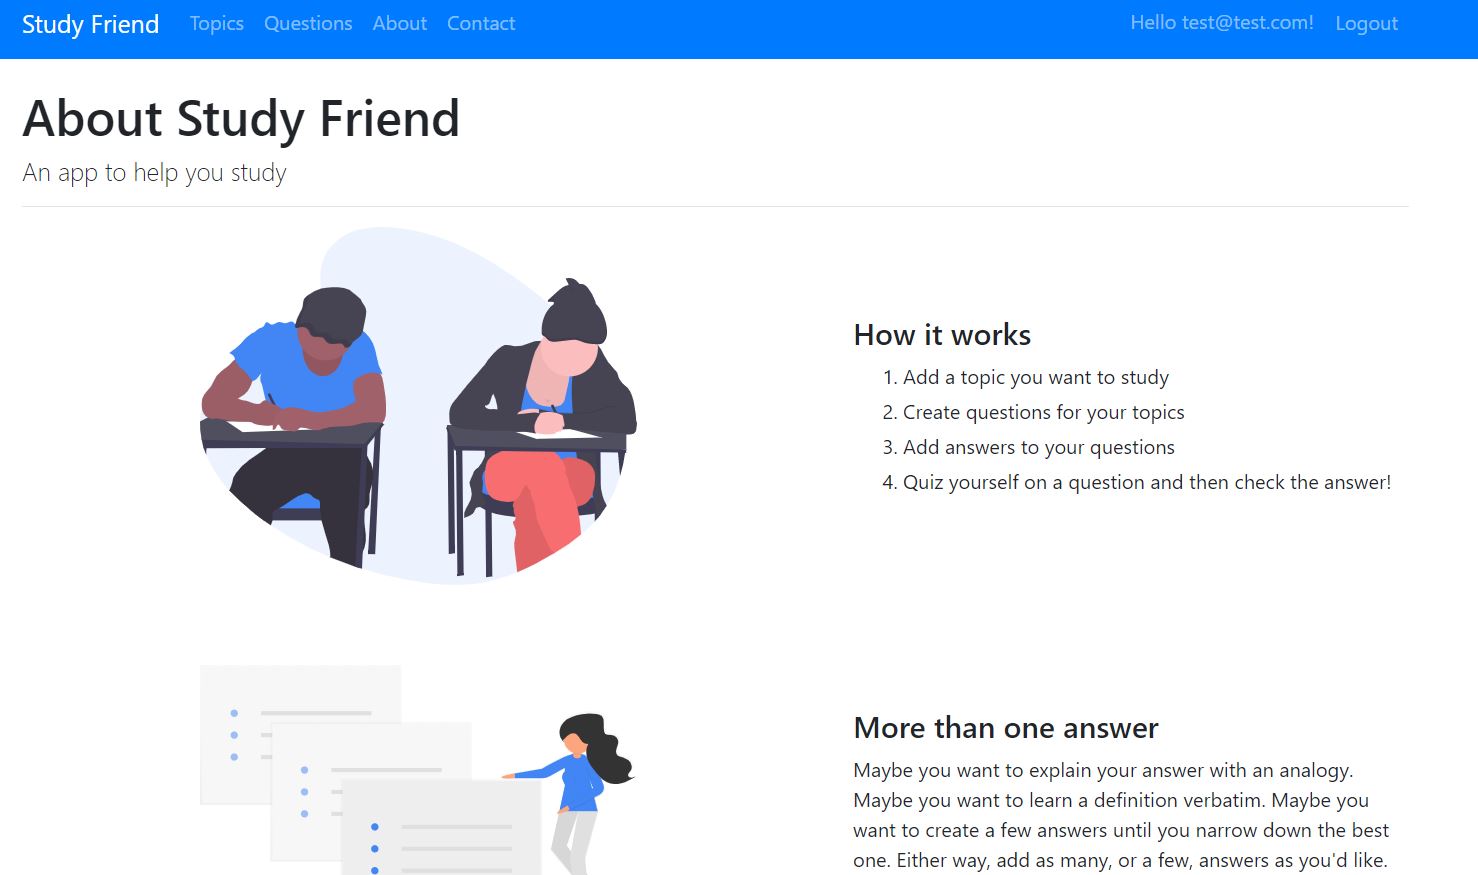 Study Friend Topics Questions About Contact Hello test@test.com! Logout
About Study Friend
An app to help you study
How it works
1. Add a topic you want to study
2. Create questions for your topics
3. Add answers to your questions
4. Quiz yourself on a question and then check the answer!
More than one answer
Maybe you want to explain your answer with an analogy.
Maybe you want to learn a definition verbatim. Maybe you
want to create a few answers until you narrow down the best
one. Either way, add as many, or a few, answers as you'd like.